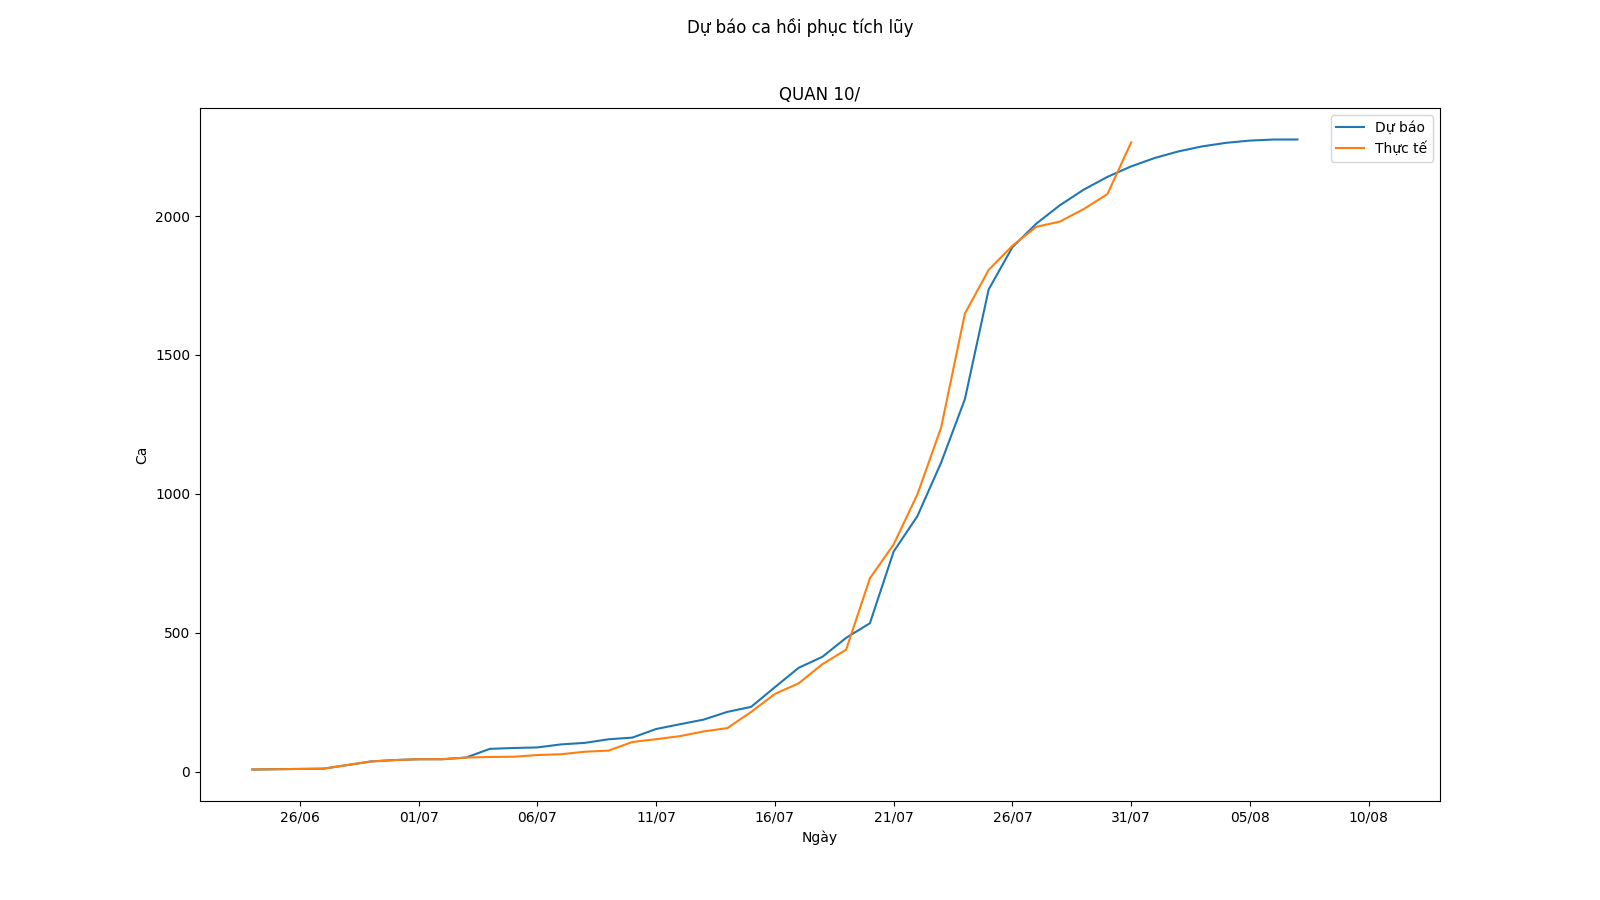 Dự báo ca hồi phục tích lũy
QUAN 10/
Dự báo
Thực tế
2000
1500
1000
500
0
Ca
26/06 01/07 06/07 11/07 16/07 21/07 26/07 31/07 05/08 10/08
Ngày